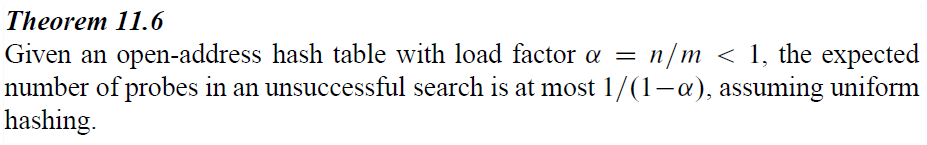 Theorem 11.6
Given an open-address hash table with load factor α = n/m < 1, the expected
number of probes in an unsuccessful search is at most 1/(1−α), assuming uniform
hashing.